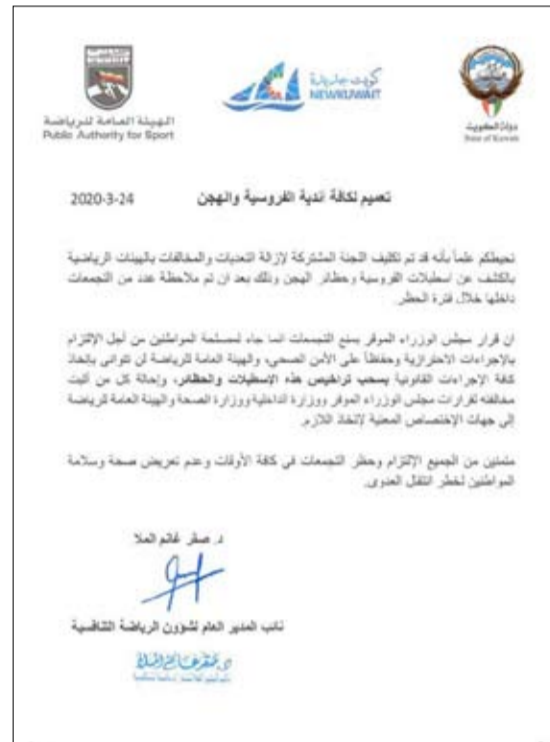 الهيئة العامة للرياضة
Public Authority for Sport
كويت جديدة
NEWKUWAIT
دولة الكويت
State of Kuwait
تعميم لكافة أندية الفروسية والهجن
2020-3-24
نحيطكم علماً بأنه قد تم تكليف اللجنة المشتركة لإزالة التعديات والمخالفات بالهيئات الرياضية
بالكشف عن اسطبلات الفروسية وحظائر الهجن وذلك بعد ان تم ملاحظة عدد من التجمعات
داخلها خلال فترة الحظر.
ان قرار مجلس الوزراء الموقر بمنع التجمعات انما جاء لمصلحة المواطنين من أجل الإلتزام
بالإجراءات الاحترازية وحفاظاً على الأمن الصحي، والهيئة العامة للرياضة لن تتوانى بإتخاذ
كافة الإجراءات القانونية بسحب تراخيص هذه الإسطبلات والحظائر، وإحالة كل من أثبت
مخالفته لقرارات مجلس الوزراء الموقر ووزارة الداخلية ووزارة الصحة والهيئة العامة للرياضة
إلى جهات الإختصاص المعنية لإتخاذ اللازم.
متمنين من الجميع الإلتزام وحظر التجمعات في كافة الأوقات وعدم تعريض صحة وسلامة
المواطنين لخطر انتقال العدوى.
د. صقر غانم الملا
نائب المدير العام لشؤون الرياضة التنافسية